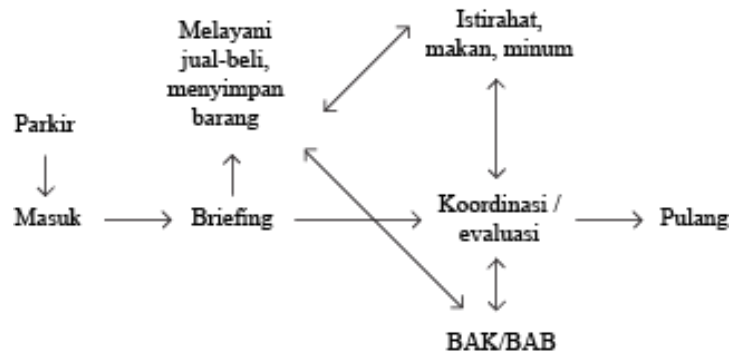 Melayani
jual-beli,
menyimpan
barang
Istirahat,
makan, minum
Parkir
Masuk
Briefing
Koordinasi /
evaluasi
Pulang
BAK/BAB